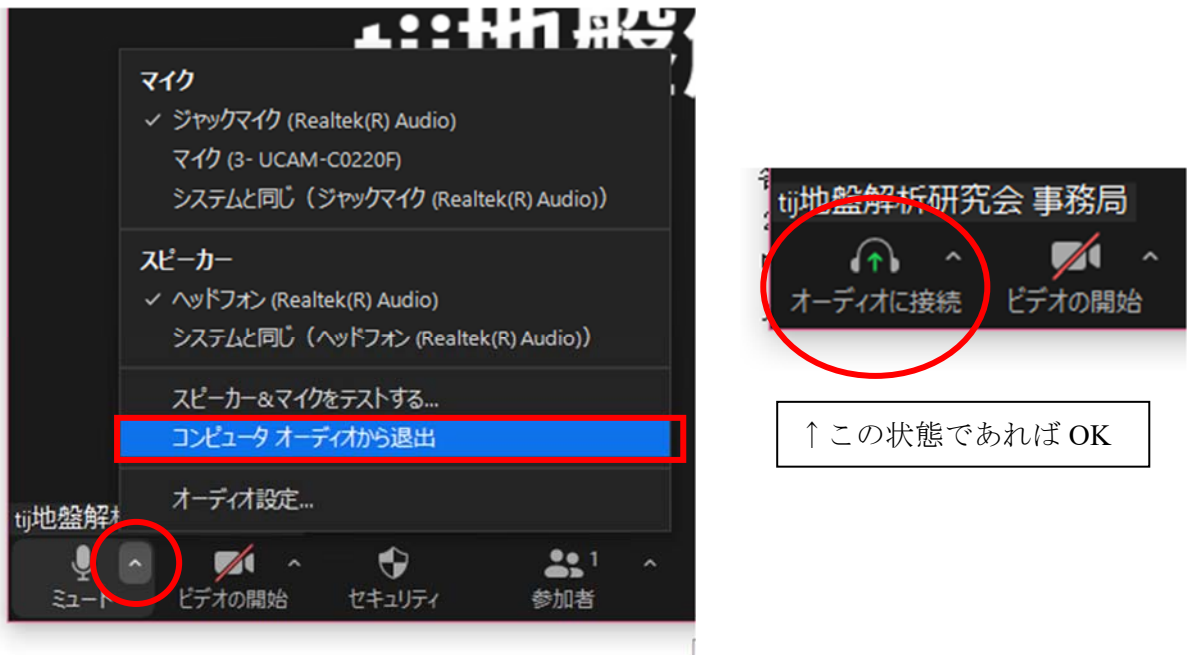 tij地盤
マイク
✓ ジャックマイク (Realtek(R) Audio)
マイク (3- UCAM-C0220F)
システムと同じ（ジャックマイク (Realtek(R) Audio)）
スピーカー
✓ ヘッドフォン (Realtek(R) Audio)
システムと同じ（ヘッドフォン (Realtek(R) Audio)）
スピーカー&マイクをテストする...
コンピュータ オーディオから退出
オーディオ設定...
tij地盤解
ミュート
ビデオの開始
セキュリティ
1
参加者
tij地盤解析研究会 事務局
オーディオに接続
ビデオの開始
↑この状態であれば OK